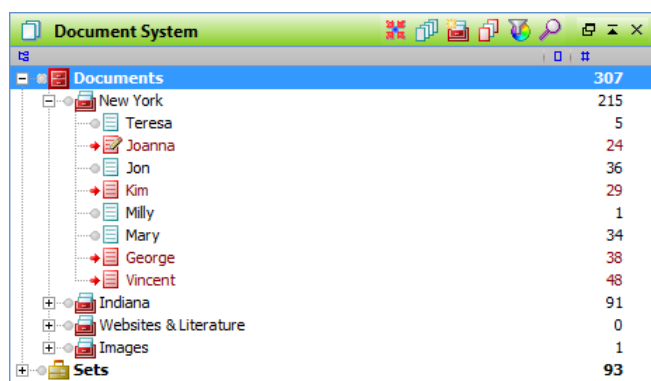 Document System
#
Documents 307
New York 215
Teresa 5
Joanna 24
Jon 36
Kim 29
Milly 1
Mary 34
George 38
Vincent 48
Indiana 91
Websites & Literature 0
Images 1
Sets 93